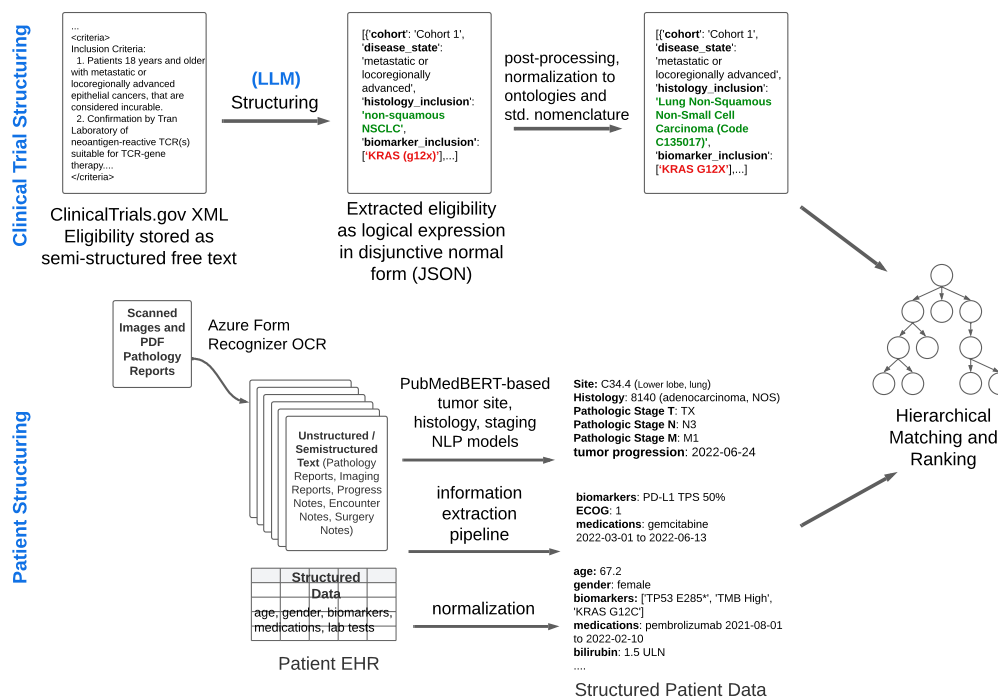 Clinical Trial Structuring
...
<criteria>
Inclusion Criteria:
1. Patients 18 years and older
with metastatic or
locoregionally advanced
epithelial cancers, that are
considered incurable.
2. Confirmation by Tran
Laboratory of
neoantigen-reactive TCR(s)
suitable for TCR-gene
therapy....
</criteria>
ClinicalTrials.gov XML
Eligibility stored as
semi-structured free text
(LLM)
Structuring
[{'cohort': 'Cohort 1',
'disease_state':
'metastatic or
locoregionally
advanced',
'histology_inclusion':
'non-squamous
NSCLC',
'biomarker_inclusion':
['KRAS (g12x)'],...]
Extracted eligibility
as logical expression
in disjunctive normal
form (JSON)
post-processing,
normalization to
ontologies and
std. nomenclature
[{'cohort': 'Cohort 1',
'disease_state':
'metastatic or
locoregionally advanced',
'histology_inclusion':
'Lung Non-Squamous
Non-Small Cell
Carcinoma (Code
C135017)',
'biomarker_inclusion':
['KRAS G12X'],...]
Hierarchical
Matching and
Ranking
Patient Structuring
Scanned
Images and
PDF
Pathology
Reports
Azure Form
Recognizer OCR
Unstructured /
Semistructured
Text (Pathology
Reports, Imaging
Reports, Progress
Notes, Encounter
Notes, Surgery
Notes)
Structured
Data
age, gender, biomarkers,
medications, lab tests
Patient EHR
PubMedBERT-based
tumor site,
histology, staging
NLP models
information
extraction
pipeline
normalization
Site: C34.4 (Lower lobe, lung)
Histology: 8140 (adenocarcinoma, NOS)
Pathologic Stage T: TX
Pathologic Stage N: N3
Pathologic Stage M: M1
tumor progression: 2022-06-24
biomarkers: PD-L1 TPS 50%
ECOG: 1
medications: gemcitabine
2022-03-01 to 2022-06-13
age: 67.2
gender: female
biomarkers: ['TP53 E285*', 'TMB High',
'KRAS G12C']
medications: pembrolizumab 2021-08-01
to 2022-02-10
bilirubin: 1.5 ULN
....
Structured Patient Data